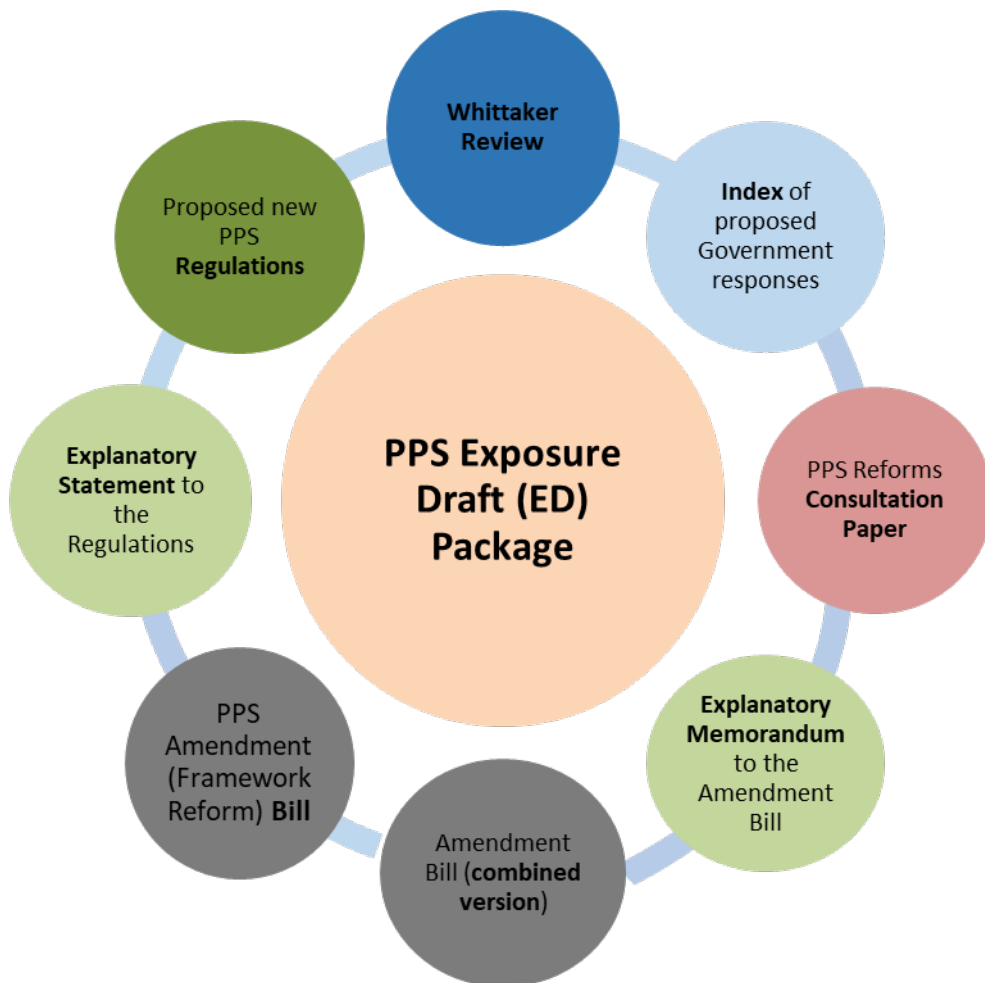 Whittaker
Review
Index of
proposed
Government
responses
PPS Reforms
Consultation
Paper
Explanatory
Memorandum
to the
Amendment
Bill
Amendment
Bill (combined
version)
PPS
Amendment
(Framework
Reform) Bill
Explanatory
Statement to
the
Regulations
Proposed new
PPS
Regulations
PPS Exposure
Draft (ED)
Package